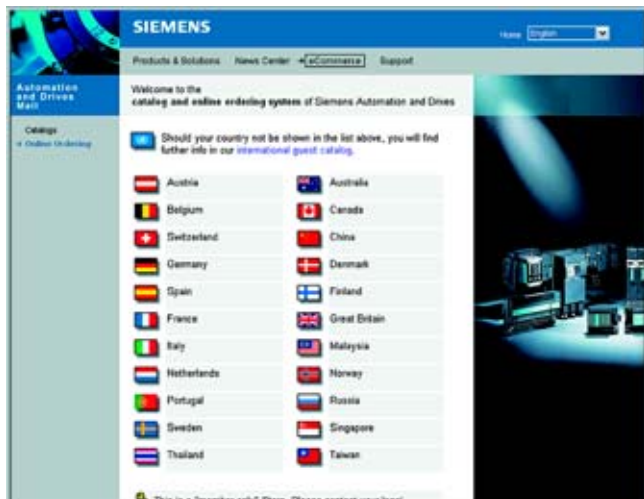 SIEMENS
Home English
Products & Solutions News Center eCommerce Support
Automation
and Drives
Mall
Catalogs
Online Ordering
Welcome to the
catalog and online ordering system of Siemens Automation and Drives
Should your country not be shown in the list above, you will find
further info in our international guest catalog.
Austria Australia
Belgium Canada
Switzerland China
Germany Denmark
Spain Finland
France Great Britain
Italy Malaysia
Netherlands Norway
Portugal Russia
Sweden Singapore
Thailand Taiwan